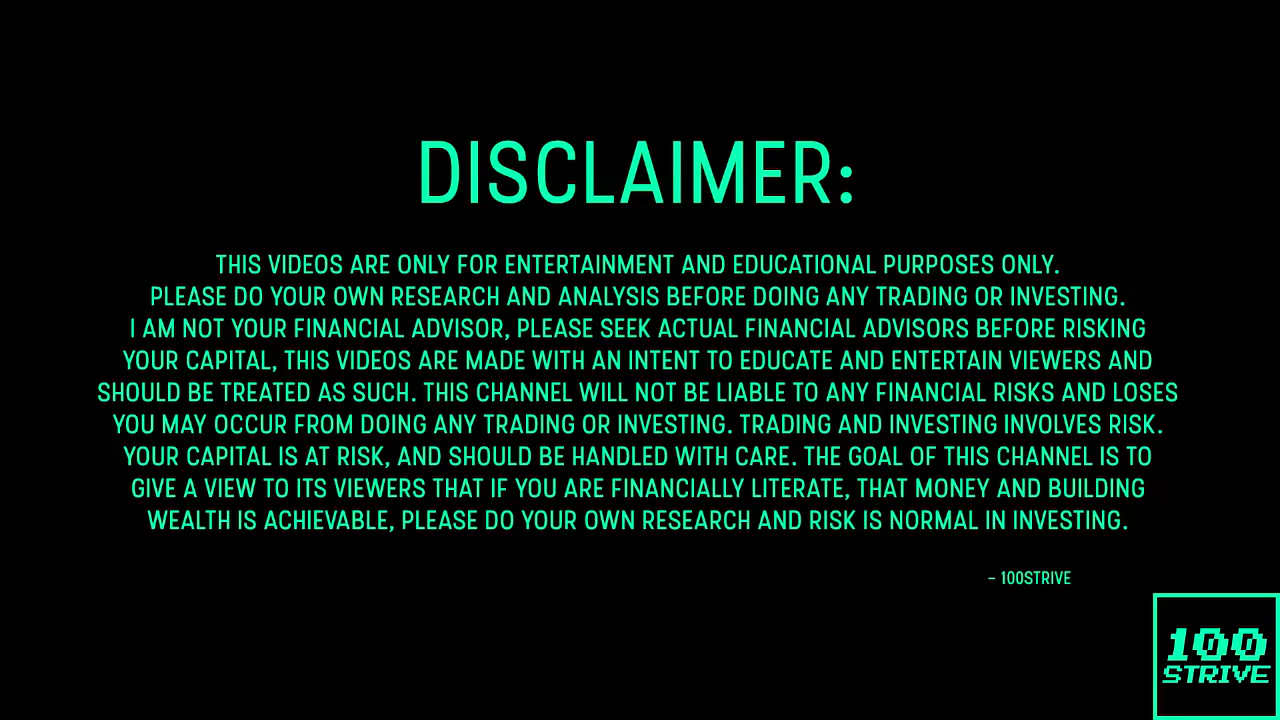 DISCLAIMER:
THIS VIDEOS ARE ONLY FOR ENTERTAINMENT AND EDUCATIONAL PURPOSES ONLY.
PLEASE DO YOUR OWN RESEARCH AND ANALYSIS BEFORE DOING ANY TRADING OR INVESTING.
I AM NOT YOUR FINANCIAL ADVISOR, PLEASE SEEK ACTUAL FINANCIAL ADVISORS BEFORE RISKING
YOUR CAPITAL, THIS VIDEOS ARE MADE WITH AN INTENT TO EDUCATE AND ENTERTAIN VIEWERS AND
SHOULD BE TREATED AS SUCH. THIS CHANNEL WILL NOT BE LIABLE TO ANY FINANCIAL RISKS AND LOSES
YOU MAY OCCUR FROM DOING ANY TRADING OR INVESTING. TRADING AND INVESTING INVOLVES RISK.
YOUR CAPITAL IS AT RISK, AND SHOULD BE HANDLED WITH CARE. THE GOAL OF THIS CHANNEL IS TO
GIVE A VIEW TO ITS VIEWERS THAT IF YOU ARE FINANCIALLY LITERATE, THAT MONEY AND BUILDING
WEALTH IS ACHIEVABLE, PLEASE DO YOUR OWN RESEARCH AND RISK IS NORMAL IN INVESTING.
– 100STRIVE
100
STRIVE